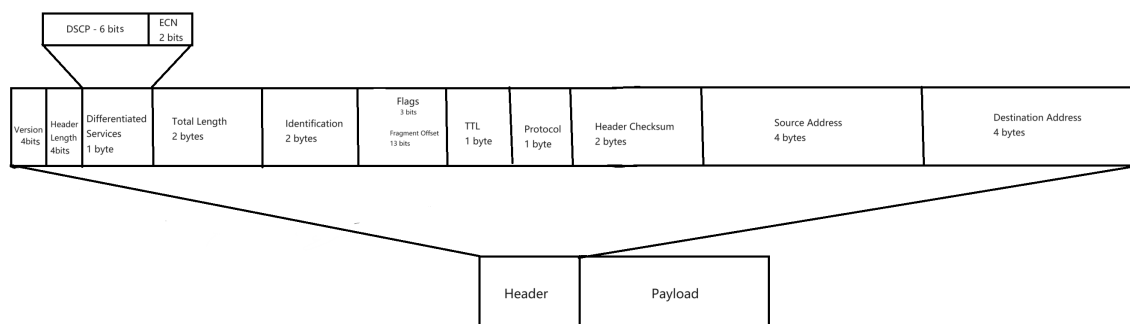 DSCP - 6 bits
ECN
2 bits
Version
4bits
Header
Length
4bits
Differentiated
Services
1 byte
Total Length
2 bytes
Identification
2 bytes
Flags
3 bits
Fragment Offset
13 bits
TTL
1 byte
Protocol
1 byte
Header Checksum
2 bytes
Source Address
4 bytes
Destination Address
4 bytes
Header
Payload